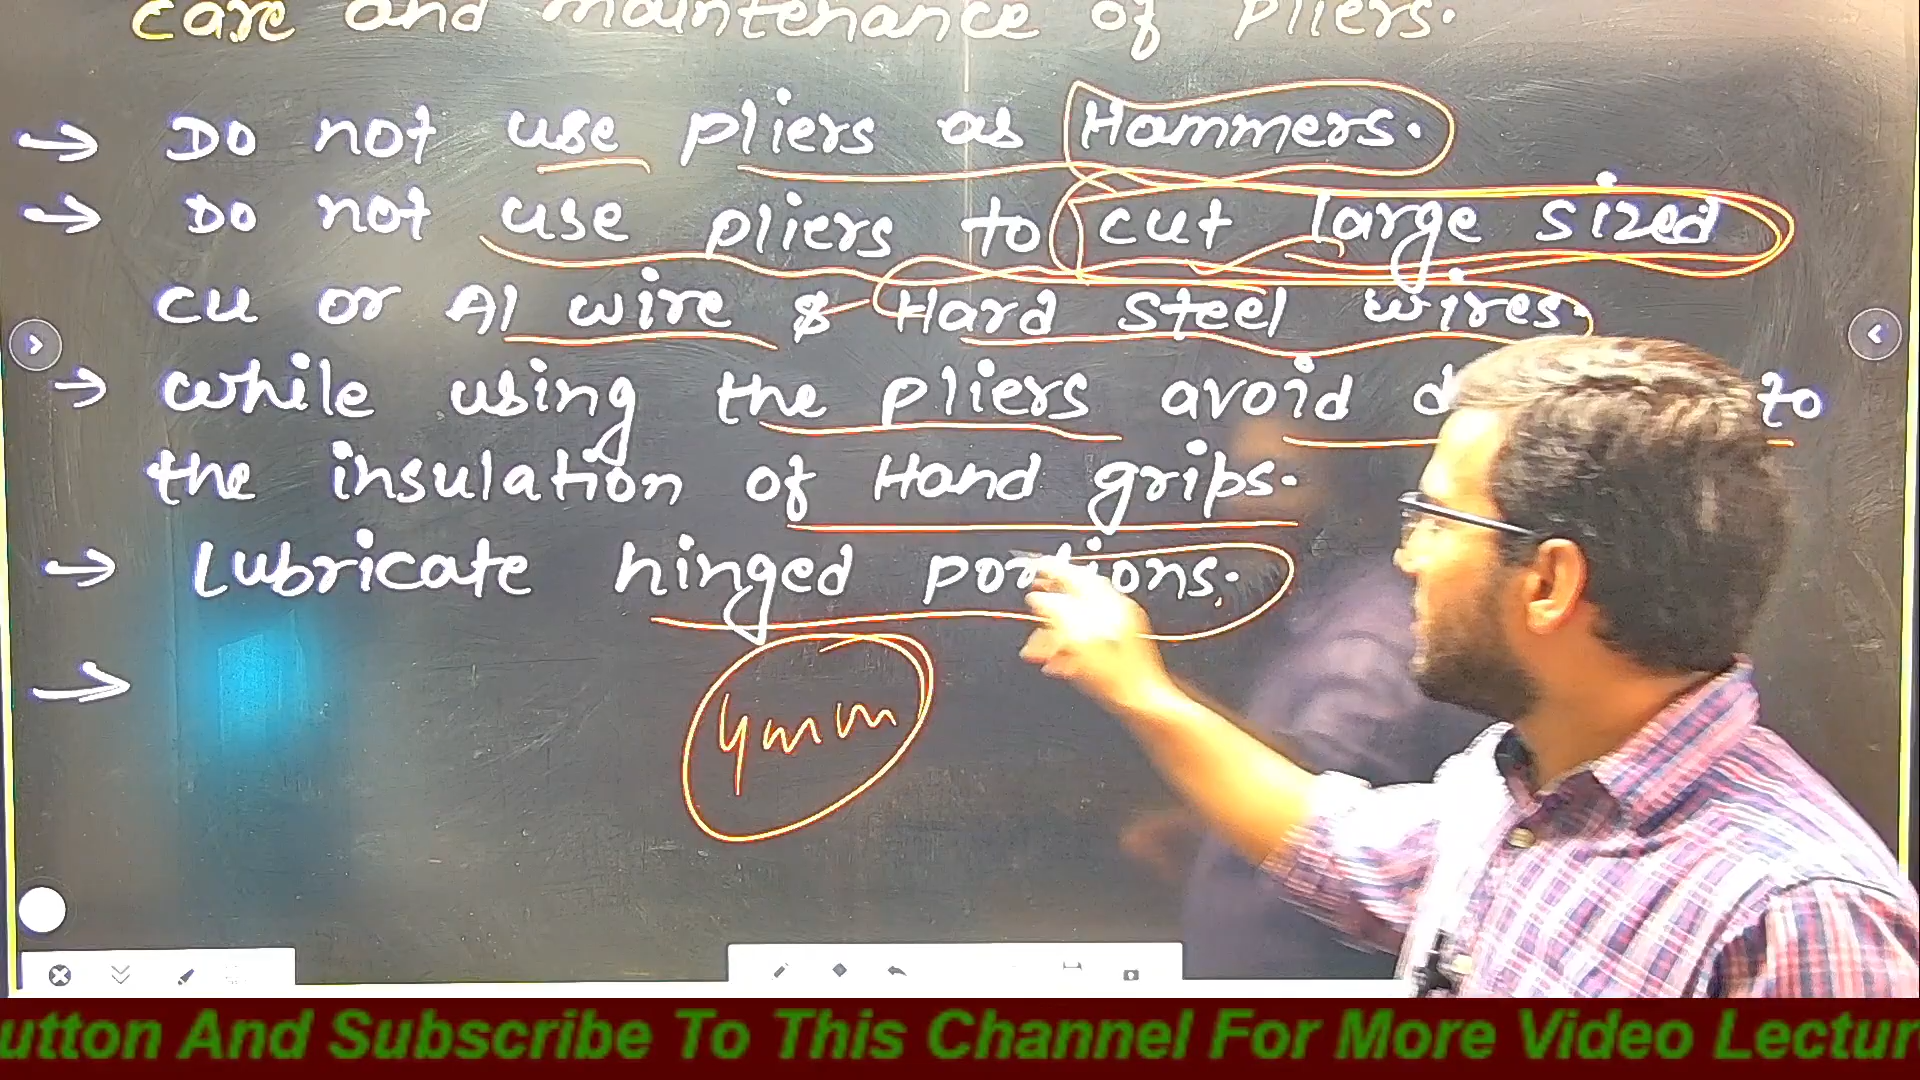 Care and maintenance of Pliers.
→ Do not use pliers as Hammers.
→ Do not use pliers to cut large sized
CU or Al wire & Hard Steel wires.
→ While using the pliers avoid to
the insulation of Hand grips.
→ Lubricate hinged portions.
→
4mm
utton And Subscribe To This Channel For More Video Lectur